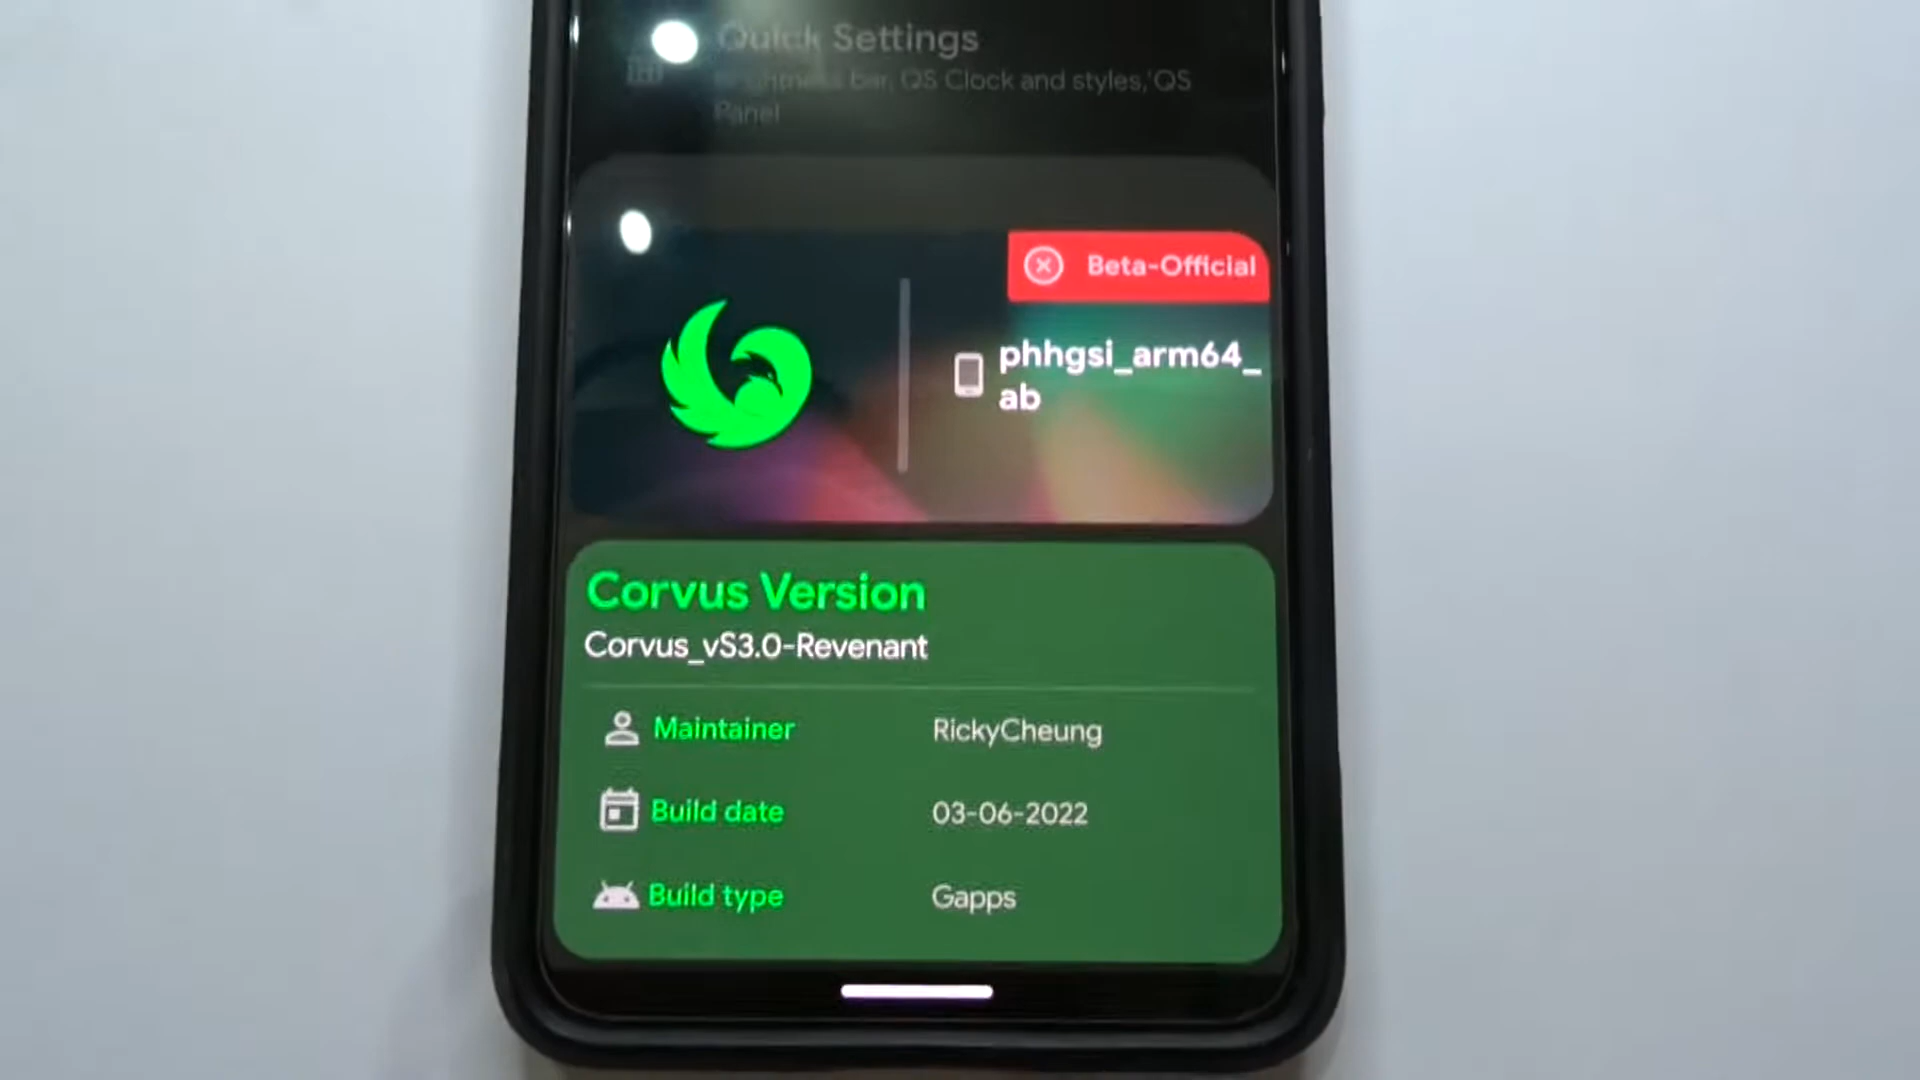 Quick Settings
Brightness bar, QS Clock and styles, QS
Panel
Beta-Official
phhgsi_arm64_
ab
Corvus Version
Corvus_vS3.0-Revenant
Maintainer RickyCheung
Build date 03-06-2022
Build type Gapps